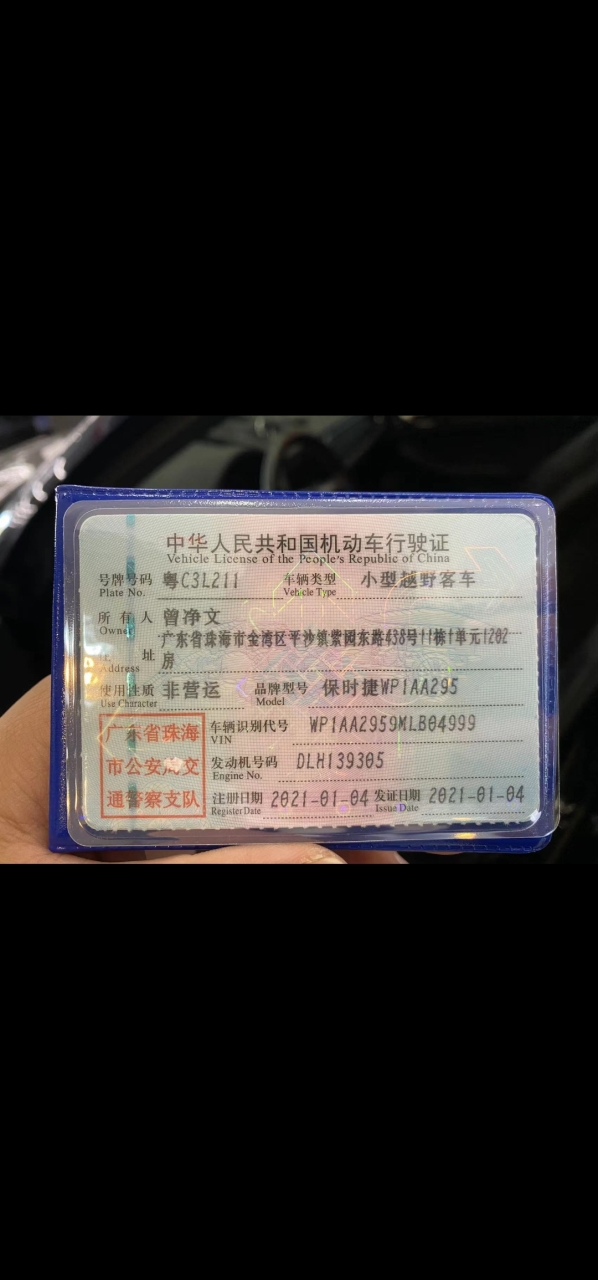 中华人民共和国机动车行驶证
Vehicle License of the People's Republic of China
号牌号码 粤C3L211 车辆类型 小型越野客车
Plate No. Vehicle Type
所有人 曾净文
Owner
广东省珠海市金湾区平沙镇紫园东路438号11栋1单元1202
住址 房
Address
使用性质 非营运 品牌型号 保时捷WP1AA295
Use Character Model
广东省珠海 车辆识别代号 WP1AA2959MLB04999
VIN
市公安局交 发动机号码 DLH139305
Engine No.
通警察支队 注册日期 2021-01-04 发证日期 2021-01-04
Register Date Issue Date